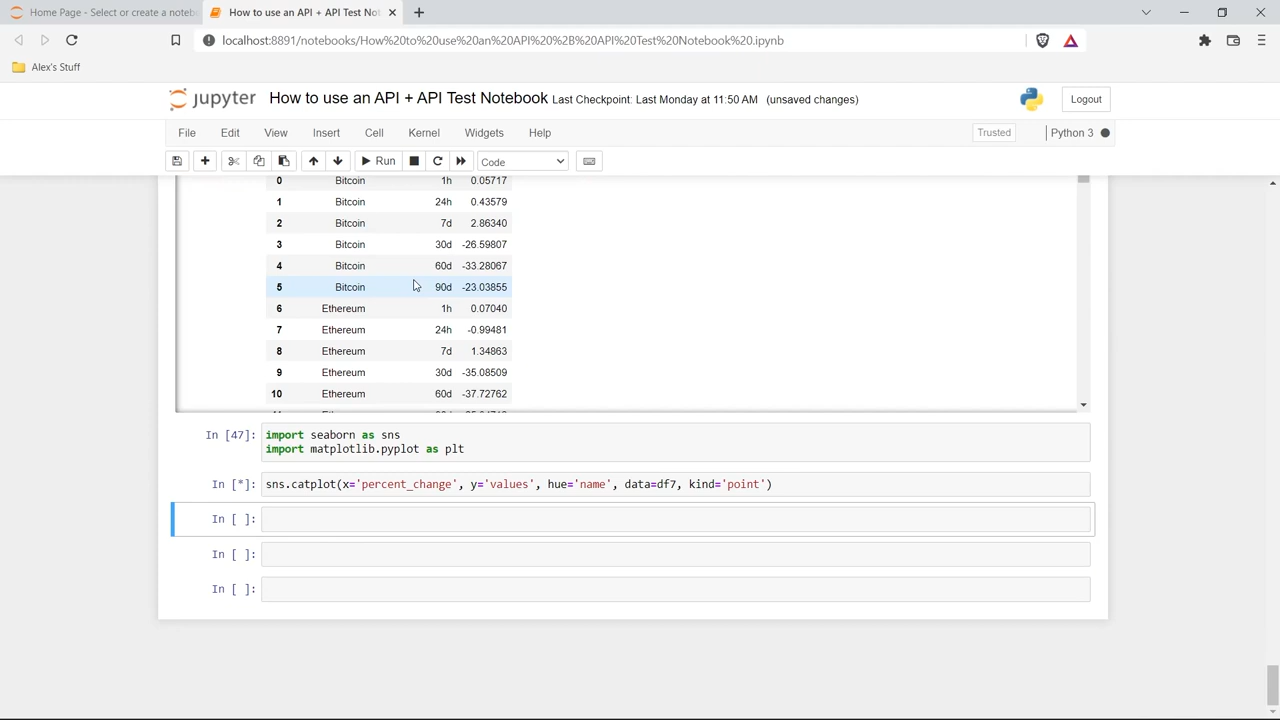 Home Page - Select or create a noteb
How to use an API + API Test Not
localhost:8891/notebooks/How%20to%20use%20an%20API%20%2B%20API%20Test%20Notebook%20.ipynb
Alex's Stuff
jupyter How to use an API + API Test Notebook Last Checkpoint: Last Monday at 11:50 AM (unsaved changes) Logout
File Edit View Insert Cell Kernel Widgets Help Trusted Python 3
Run Code
0 Bitcoin 1h 0.05717
1 Bitcoin 24h 0.43579
2 Bitcoin 7d 2.86340
3 Bitcoin 30d -26.59807
4 Bitcoin 60d -33.28067
5 Bitcoin 90d -23.03855
6 Ethereum 1h 0.07040
7 Ethereum 24h -0.99481
8 Ethereum 7d 1.34863
9 Ethereum 30d -35.08509
10 Ethereum 60d -37.72762
In [47]: import seaborn as sns
import matplotlib.pyplot as plt
In [*]: sns.catplot(x='percent_change', y='values', hue='name', data=df7, kind='point')
In [ ]:
In [ ]:
In [ ]: